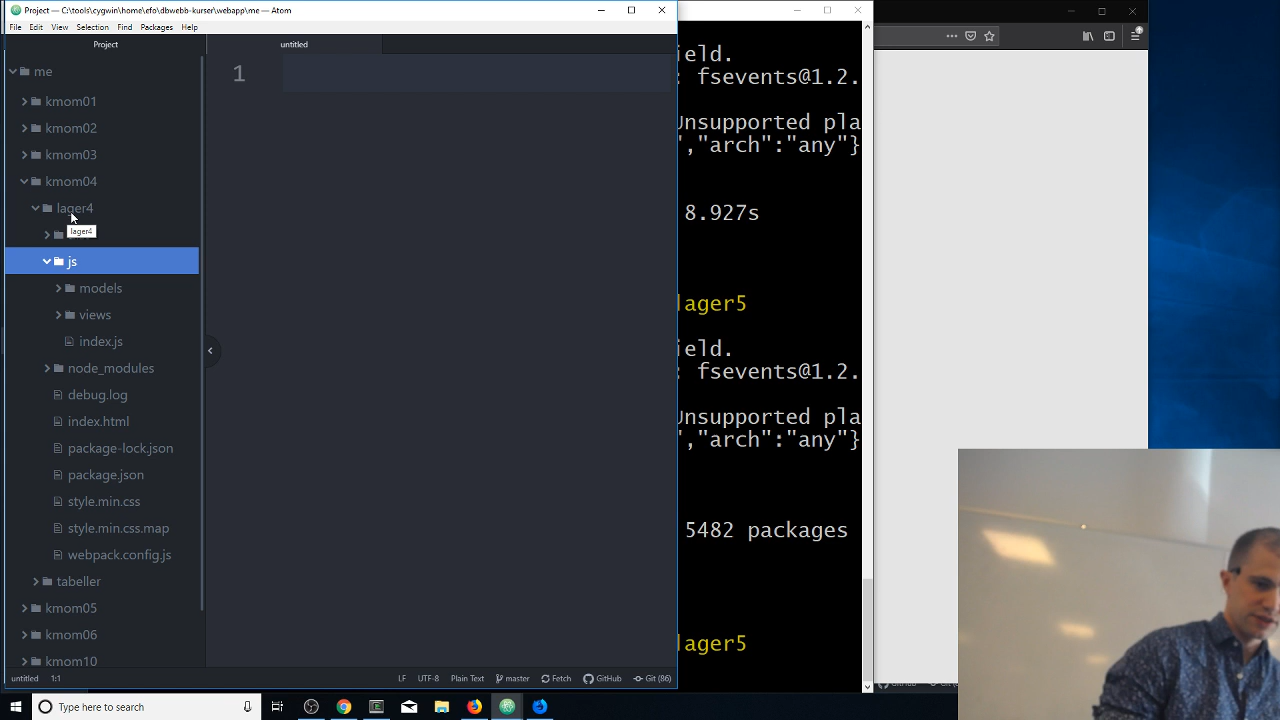 Project — C:\tools\cygwin\home\efo\dbwebb-kurser\webapp\me — Atom
File Edit View Selection Find Packages Help
Project
untitled
me
kmom01
kmom02
kmom03
kmom04
lager4
lager4
js
models
views
index.js
node_modules
debug.log
index.html
package-lock.json
package.json
style.min.css
style.min.css.map
webpack.config.js
tabeller
kmom05
kmom06
kmom10
1
ield.
: fsevents@1.2.
Unsupported pla
","arch":"any"}
8.927s
lager5
ield.
: fsevents@1.2.
Unsupported pla
","arch":"any"}
5482 packages
lager5
untitled 1:1 LF UTF-8 Plain Text master Fetch GitHub Git (86)
Type here to search